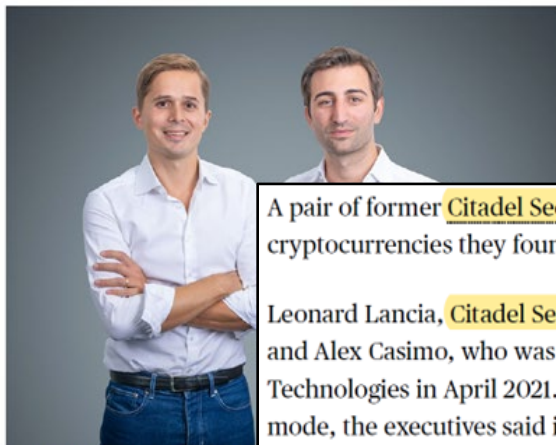 A pair of former Citadel Se
cryptocurrencies they four
Leonard Lancia, Citadel Se
and Alex Casimo, who was
Technologies in April 2021.
mode, the executives said i